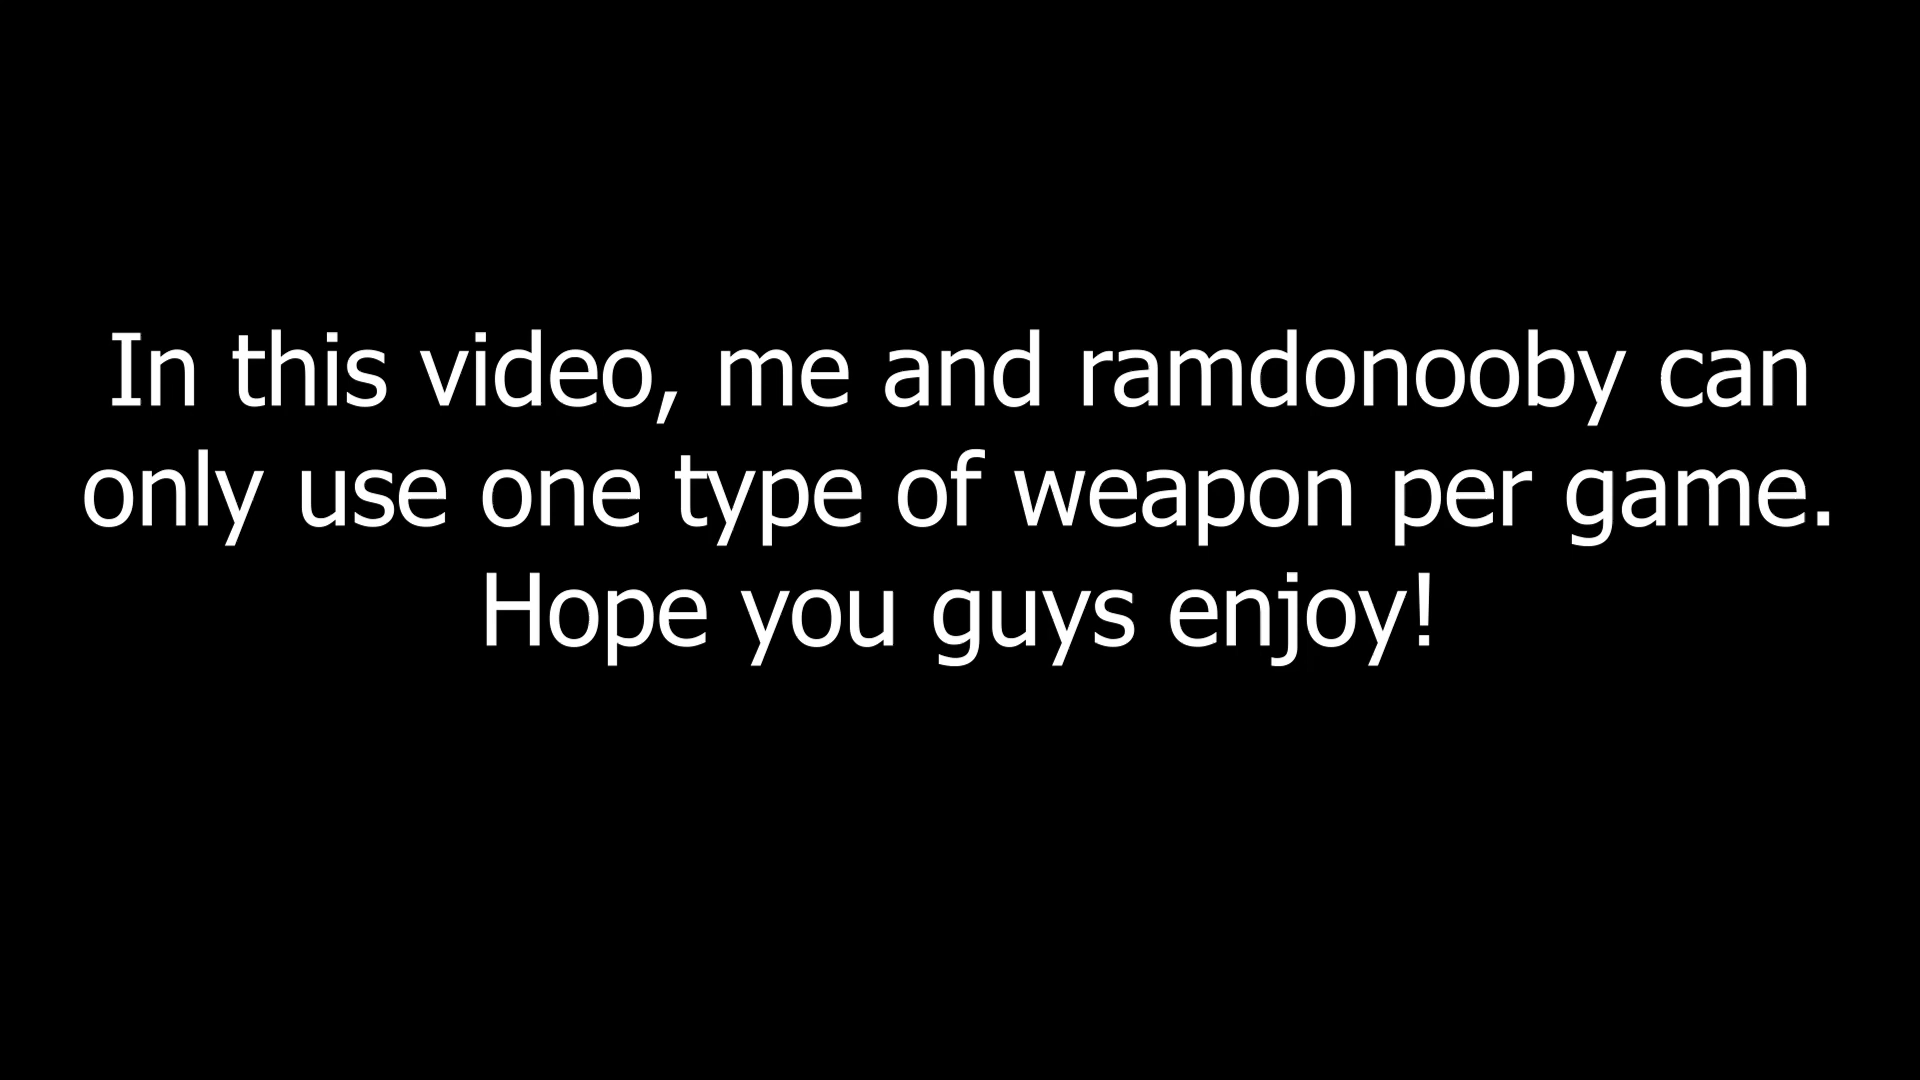 In this video, me and ramdonooby can
only use one type of weapon per game.
Hope you guys enjoy!